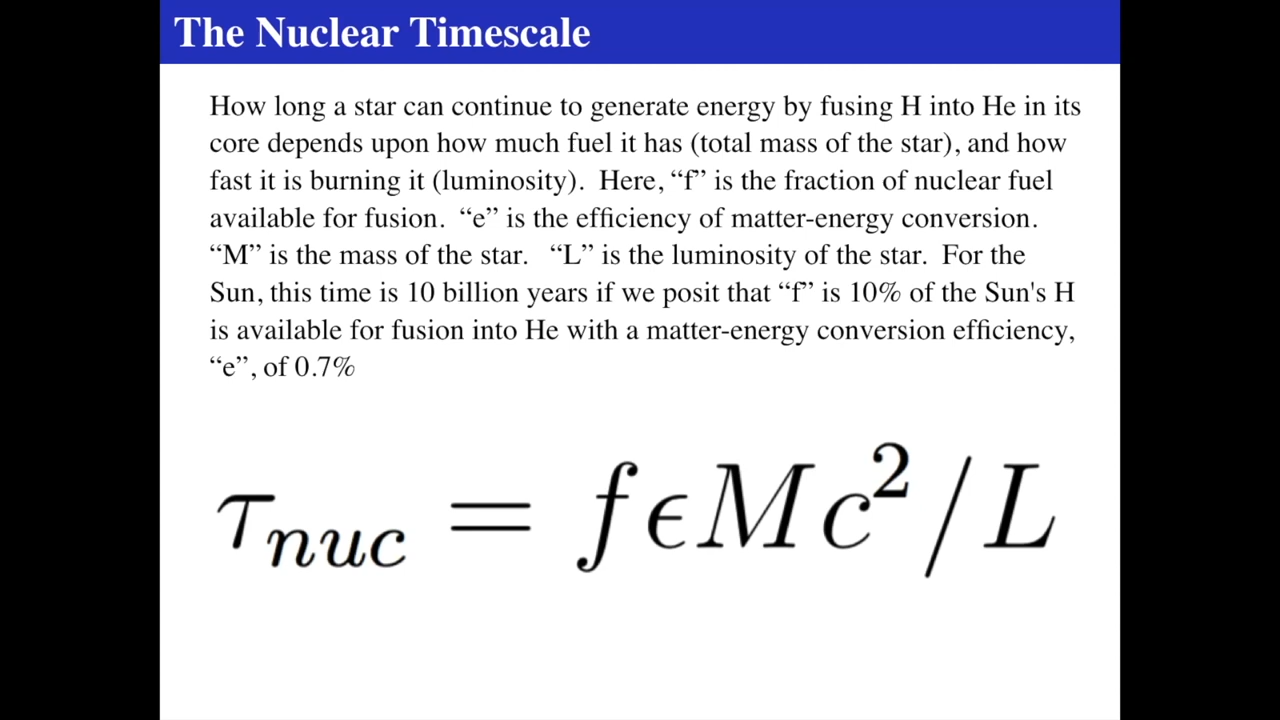 The Nuclear Timescale
How long a star can continue to generate energy by fusing H into He in its
core depends upon how much fuel it has (total mass of the star), and how
fast it is burning it (luminosity).  Here, “f” is the fraction of nuclear fuel
available for fusion.  “e” is the efficiency of matter-energy conversion.
“M” is the mass of the star.   “L” is the luminosity of the star.  For the
Sun, this time is 10 billion years if we posit that “f” is 10% of the Sun's H
is available for fusion into He with a matter-energy conversion efficiency,
“e”, of 0.7%
τ_nuc = fϵMc²/L